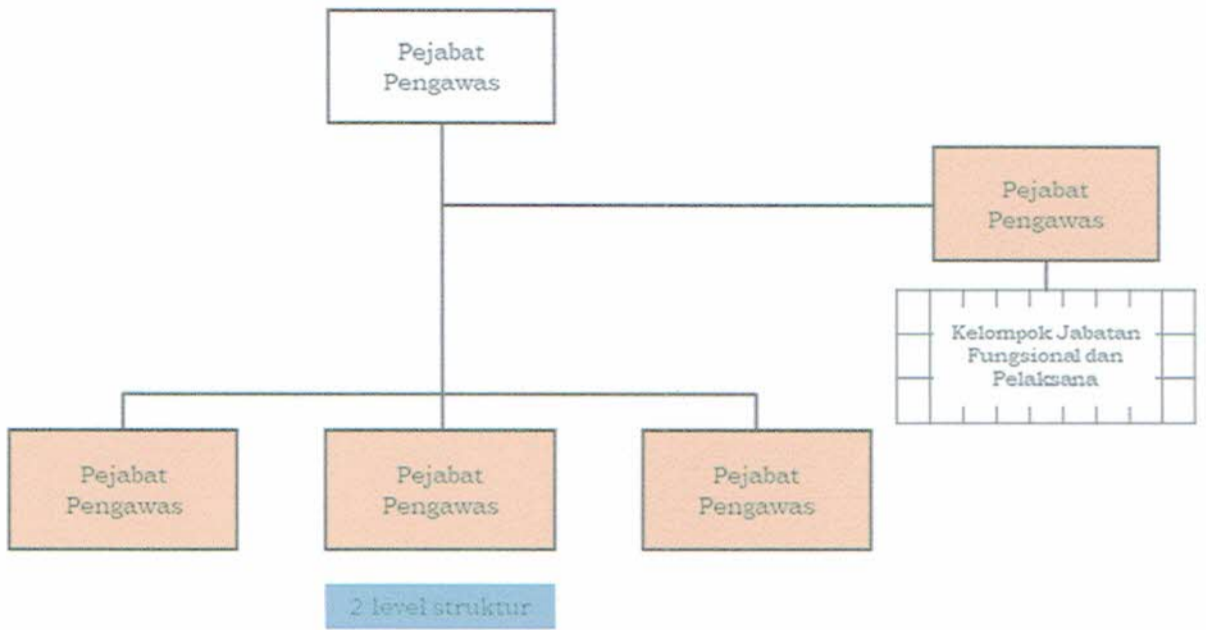 Pejabat
Pengawas
Pejabat
Pengawas
Kelompok Jabatan
Fungsional dan
Pelaksana
Pejabat
Pengawas
Pejabat
Pengawas
Pejabat
Pengawas
2 level struktur